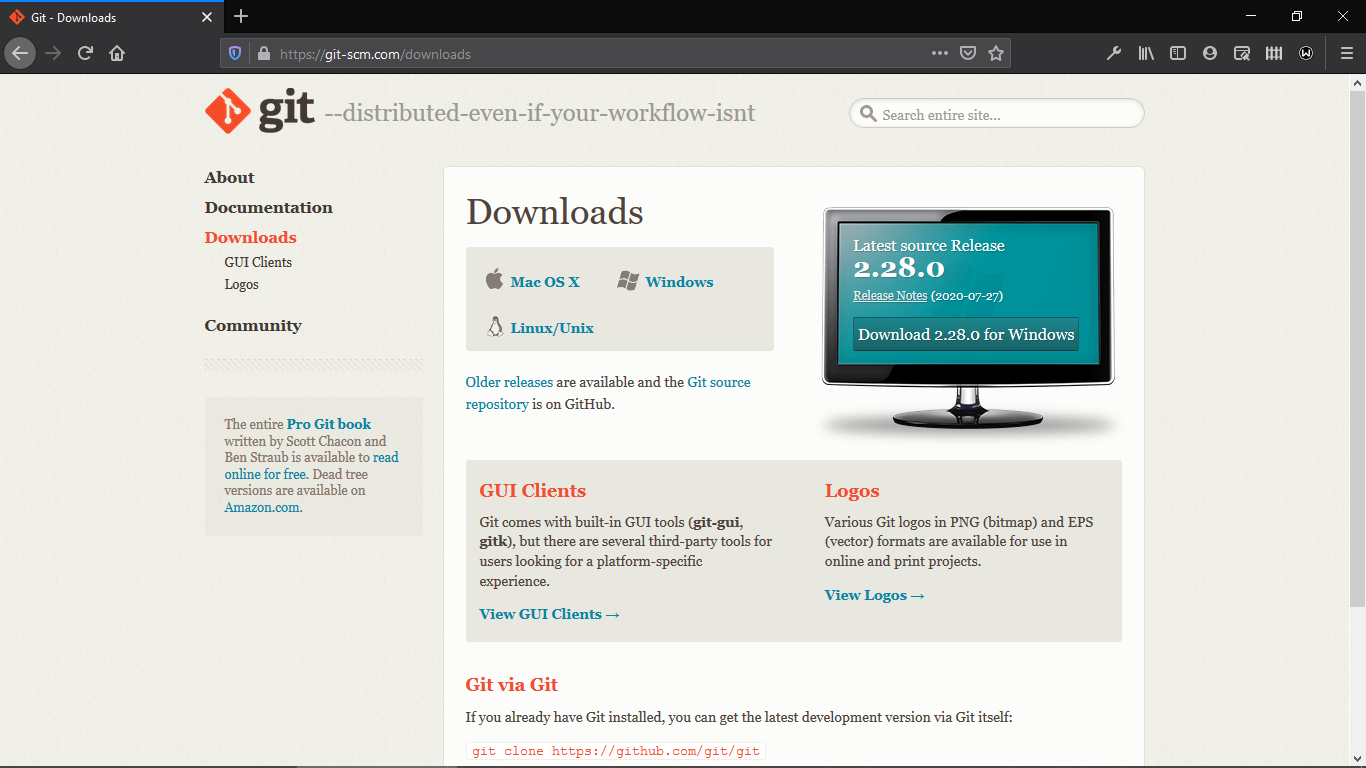 Git - Downloads
https://git-scm.com/downloads
git --distributed-even-if-your-workflow-isnt
Search entire site...
About
Documentation
Downloads
GUI Clients
Logos
Community
The entire Pro Git book
written by Scott Chacon and
Ben Straub is available to read
online for free. Dead tree
versions are available on
Amazon.com.
Downloads
Mac OS X
Windows
Linux/Unix
Older releases are available and the Git source
repository is on GitHub.
Latest source Release
2.28.0
Release Notes (2020-07-27)
Download 2.28.0 for Windows
GUI Clients
Git comes with built-in GUI tools (git-gui,
gitk), but there are several third-party tools for
users looking for a platform-specific
experience.
View GUI Clients →
Logos
Various Git logos in PNG (bitmap) and EPS
(vector) formats are available for use in
online and print projects.
View Logos →
Git via Git
If you already have Git installed, you can get the latest development version via Git itself:
git clone https://github.com/git/git